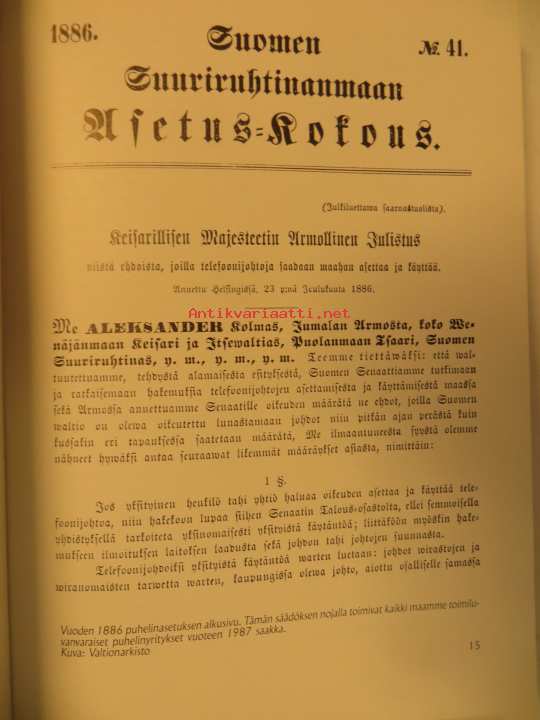 1886.
Suomen
№ 41.
Suuriruhtinanmaan
Asetus-Kokous.
(Julkiluettawa saarnastuolista).
Keisarillisen Majesteetin Armollinen Julistus
niistä ehdoista, joilla telefoonijohtoja saadaan maahan asettaa ja käyttää.
Annettu Helsingissä, 23 p:nä Joulukuuta 1886.
Antikvariaatti.net
Me ALEKSANDER Kolmas, Jumalan Armosta, koko We-
näjänmaan Keisari ja Itsewaltias, Puolanmaan Tsaari, Suomen
Suuriruhtinas, y. m., y. m., y. m. Teemme tiettäwäksi: että wal-
tuutettuamme, tehdystä alamaisesta esityksestä, Suomen Senaattiamme tutkimaan
ja ratkaisemaan hakemuksia telefoonijohtojen asettamisesta ja käyttämisestä maassa
sekä Armossa annettuamme Senaatille oikeuden määrätä ne ehdot, joilla Suomen
waltio on olewa oikeutettu lunastamaan johdot niin pitkän ajan perästä kuin
kussakin eri tapauksessa saatetaan määrätä, Me ilmaantuneesta syystä olemme
nähneet hywäksi antaa seuraawat likemmät määräykset asiasta, nimittäin:
1 §.
Jos yksityinen henkilö tahi yhtiö haluaa oikeuden asettaa ja käyttää tele-
foonijohtoa, niin hakekoon lupaa siihen Senaatin Talous-osastolta, ellei semmoisella
yhdistyksellä tarkoiteta yksinomaisesti yksityistä käytäntöä; liittäköön myöskin hake-
mukseen ilmoituksen laitoksen laadusta sekä johdon tahi johtojen suunnasta.
Telefoonijohdoiksi yksityistä käytäntöä warten luetaan: johdot wirastojen ja
wiranomaisten tarwetta warten, kaupungissa olewa johto, aiottu osalliselle samassa
Vuoden 1886 puhelinasetuksen alkusivu. Tämän säädöksen nojalla toimivat kaikki maamme toimilu-
vanvaraiset puhelinyritykset vuoteen 1987 saakka.
Kuva: Valtionarkisto
15